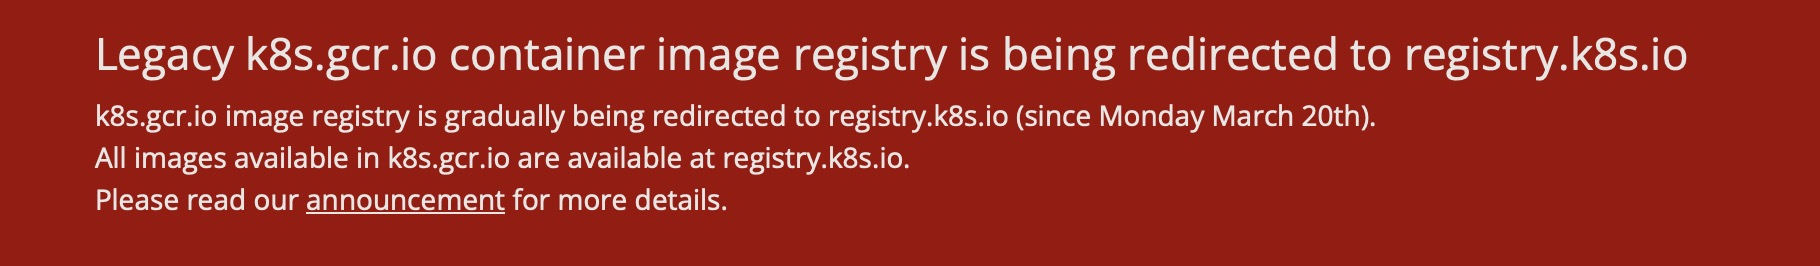 Legacy k8s.gcr.io container image registry is being redirected to registry.k8s.io
k8s.gcr.io image registry is gradually being redirected to registry.k8s.io (since Monday March 20th).
All images available in k8s.gcr.io are available at registry.k8s.io.
Please read our announcement for more details.